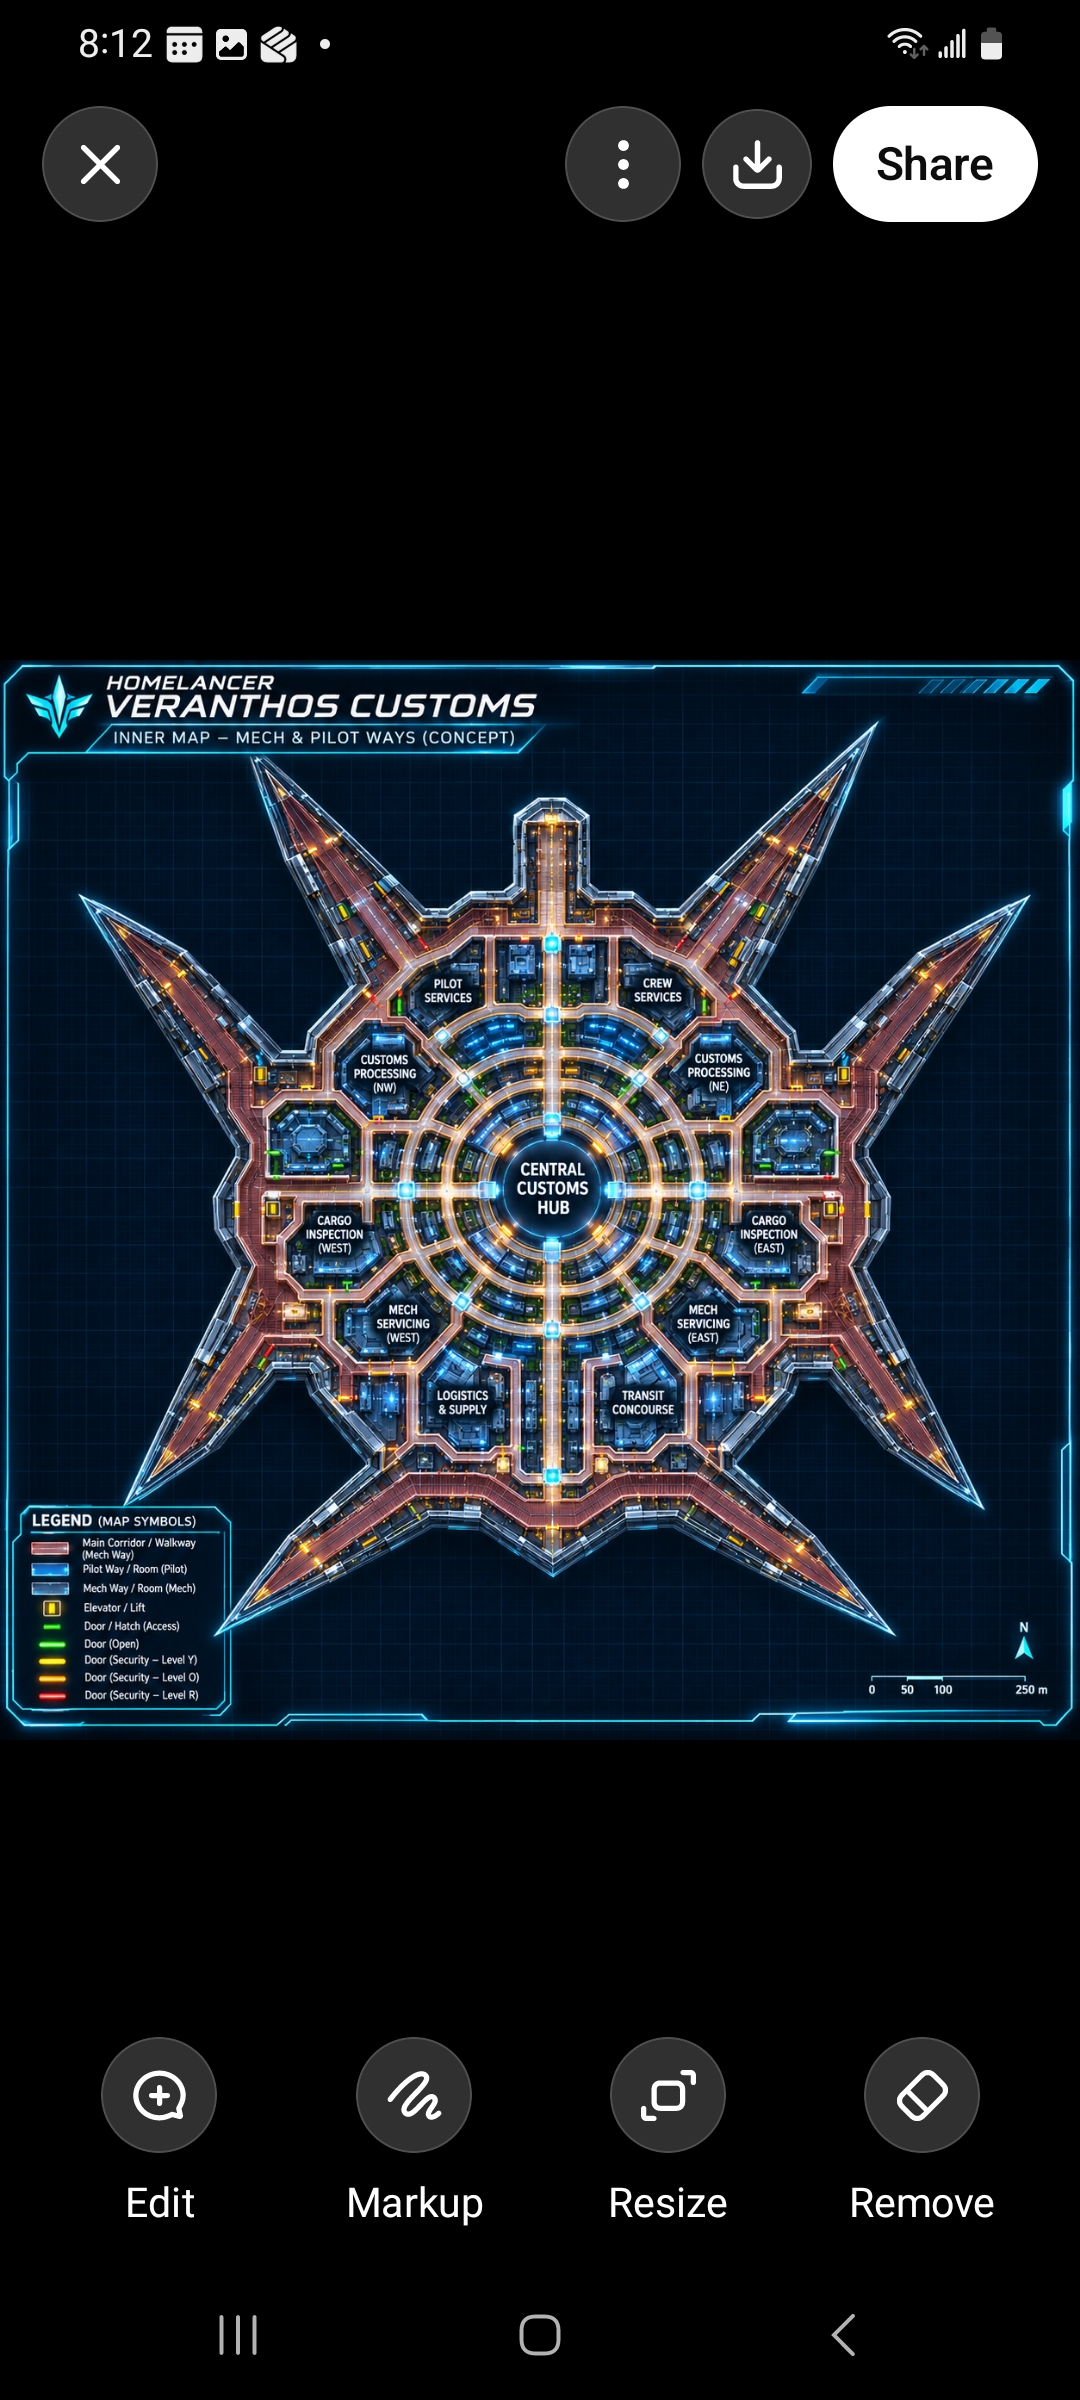 8:12
Share
HOMELANCER
VERANTHOS CUSTOMS
INNER MAP – MECH & PILOT WAYS (CONCEPT)
PILOT
SERVICES
CREW
SERVICES
CUSTOMS
PROCESSING
(NW)
CUSTOMS
PROCESSING
(NE)
CENTRAL
CUSTOMS
HUB
CARGO
INSPECTION
(WEST)
CARGO
INSPECTION
(EAST)
MECH
SERVICING
(WEST)
MECH
SERVICING
(EAST)
LOGISTICS
& SUPPLY
TRANSIT
CONCOURSE
LEGEND (MAP SYMBOLS)
Main Corridor / Walkway
(Mech Way)
Pilot Way / Room (Pilot)
Mech Way / Room (Mech)
Elevator / Lift
Door / Hatch (Access)
Door (Open)
Door (Security – Level Y)
Door (Security – Level O)
Door (Security – Level R)
N
0 50 100 250 m
Edit
Markup
Resize
Remove